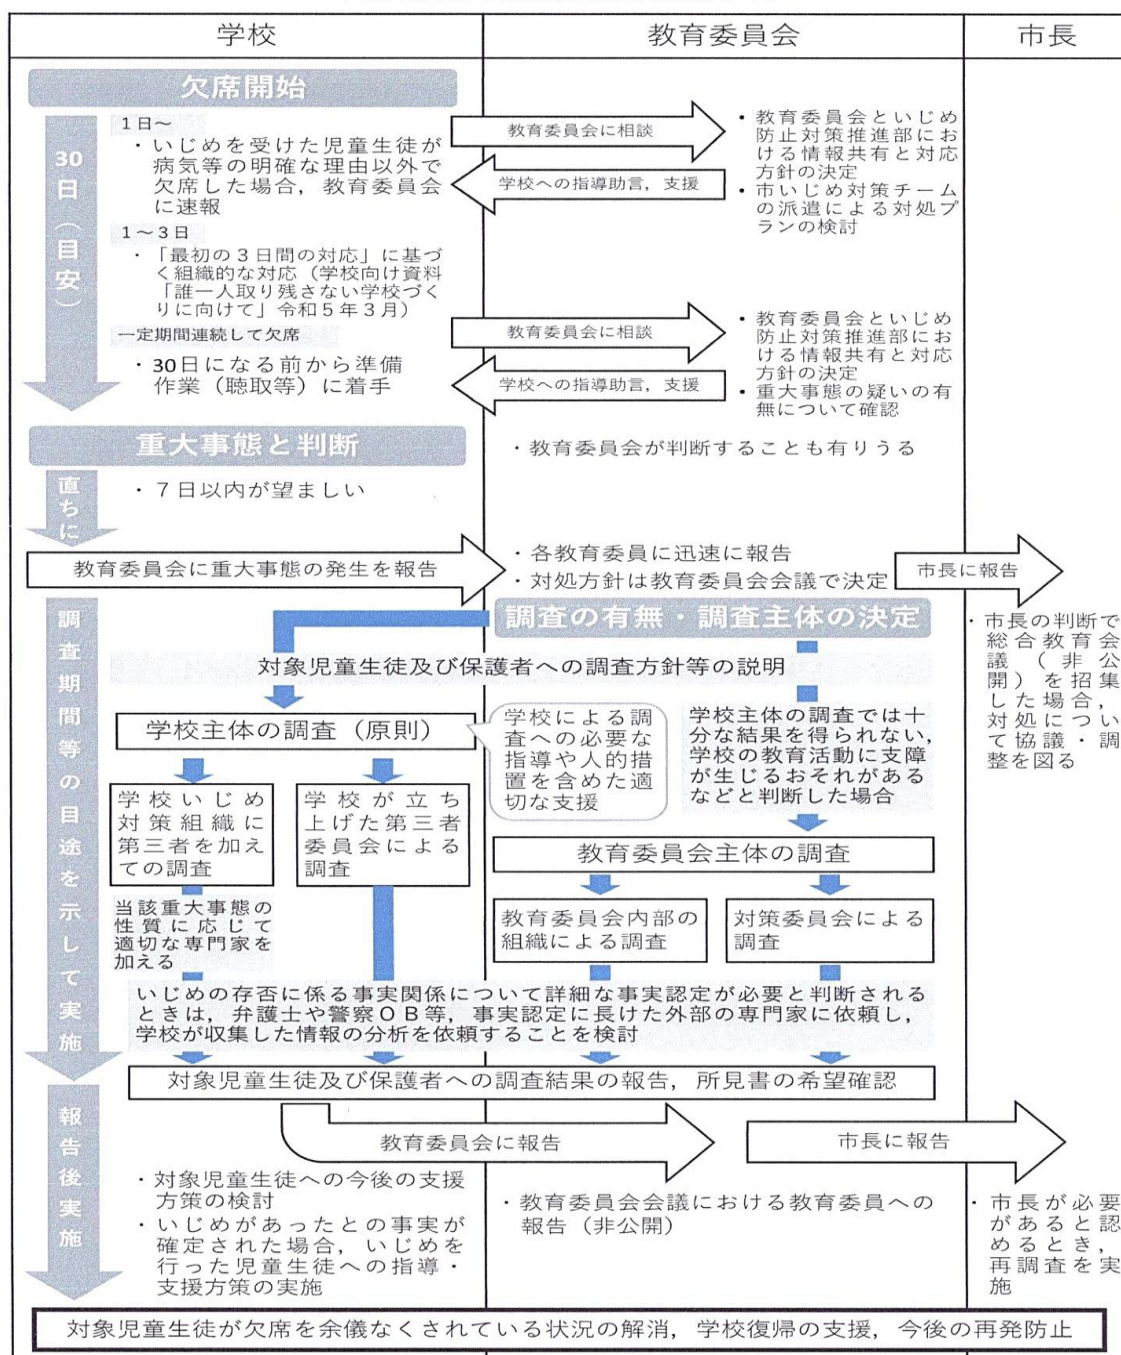 学校
教育委員会
市長
欠席開始
30日(目安)
1日~
・いじめを受けた児童生徒が
病気等の明確な理由以外で
欠席した場合,教育委員会
に速報
教育委員会に相談
学校への指導助言,支援
・教育委員会といじめ
防止対策推進部にお
ける情報共有と対応
方針の決定
・市いじめ対策チーム
の派遣による対処プ
ランの検討
1~3日
・「最初の3日間の対応」に基づ
く組織的な対応(学校向け資料
「誰一人取り残さない学校づく
りに向けて」令和5年3月)
一定期間連続して欠席
・30日になる前から準備
作業(聴取等)に着手
教育委員会に相談
学校への指導助言,支援
・教育委員会といじめ
防止対策推進部にお
ける情報共有と対応
方針の決定
・重大事態の疑いの有
無について確認
重大事態と判断
・教育委員会が判断することも有りうる
直ちに
・7日以内が望ましい
教育委員会に重大事態の発生を報告
・各教育委員に迅速に報告
・対処方針は教育委員会会議で決定
市長に報告
調査期間等の目途を示して実施
調査の有無・調査主体の決定
・市長の判断で
総合教育会
議(非公
開)を招集
した場合,
対処につい
て協議・調
整を図る
対象児童生徒及び保護者への調査方針等の説明
学校主体の調査(原則)
学校による調
査への必要な
指導や人的措
置を含めた適
切な支援
学校主体の調査では十
分な結果を得られない,
学校の教育活動に支障
が生じるおそれがある
などと判断した場合
学校いじめ
対策組織に
第三者を加え
ての調査
学校が立ち
上げた第三者
委員会による
調査
教育委員会主体の調査
当該重大事態の
性質に応じて
適切な専門家を
加える
教育委員会内部の
組織による調査
対策委員会による
調査
いじめの存否に係る事実関係について詳細な事実認定が必要と判断される
ときは,弁護士や警察OB等,事実認定に長けた外部の専門家に依頼し,
学校が収集した情報の分析を依頼することを検討
対象児童生徒及び保護者への調査結果の報告,所見書の希望確認
報告後実施
教育委員会に報告
市長に報告
・対象児童生徒への今後の支援
方策の検討
・いじめがあったとの事実が
確定された場合,いじめを
行った児童生徒への指導・
支援方策の実施
・教育委員会会議における教育委員への
報告(非公開)
・市長が必要
があると認
めるとき,
再調査を実
施
対象児童生徒が欠席を余儀なくされている状況の解消,学校復帰の支援,今後の再発防止